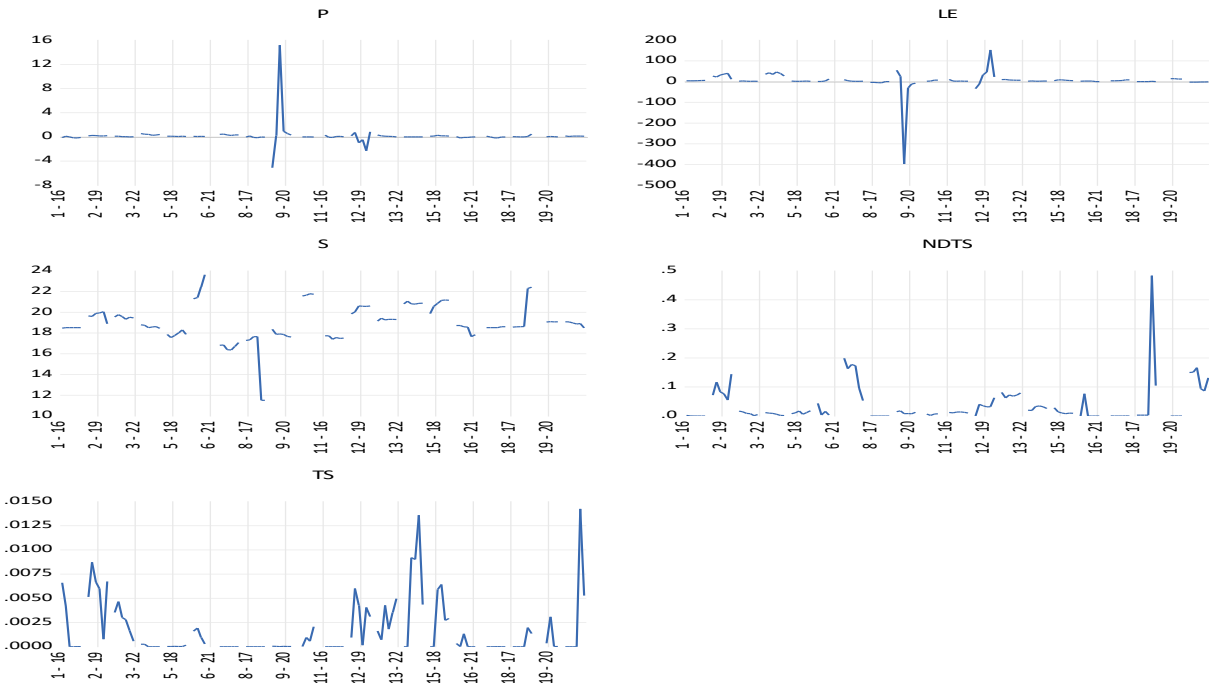 P
16
12
8
4
0
-4
-8
1 - 16
2 - 19
3 - 22
5 - 18
6 - 21
8 - 17
9 - 20
11 - 16
12 - 19
13 - 22
15 - 18
16 - 21
18 - 17
19 - 20
LE
200
100
0
-100
-200
-300
-400
-500
1 - 16
2 - 19
3 - 22
5 - 18
6 - 21
8 - 17
9 - 20
11 - 16
12 - 19
13 - 22
15 - 18
16 - 21
18 - 17
19 - 20
S
24
22
20
18
16
14
12
10
1 - 16
2 - 19
3 - 22
5 - 18
6 - 21
8 - 17
9 - 20
11 - 16
12 - 19
13 - 22
15 - 18
16 - 21
18 - 17
19 - 20
NDTS
.5
.4
.3
.2
.1
.0
1 - 16
2 - 19
3 - 22
5 - 18
6 - 21
8 - 17
9 - 20
11 - 16
12 - 19
13 - 22
15 - 18
16 - 21
18 - 17
19 - 20
TS
.0150
.0125
.0100
.0075
.0050
.0025
.0000
1 - 16
2 - 19
3 - 22
5 - 18
6 - 21
8 - 17
9 - 20
11 - 16
12 - 19
13 - 22
15 - 18
16 - 21
18 - 17
19 - 20